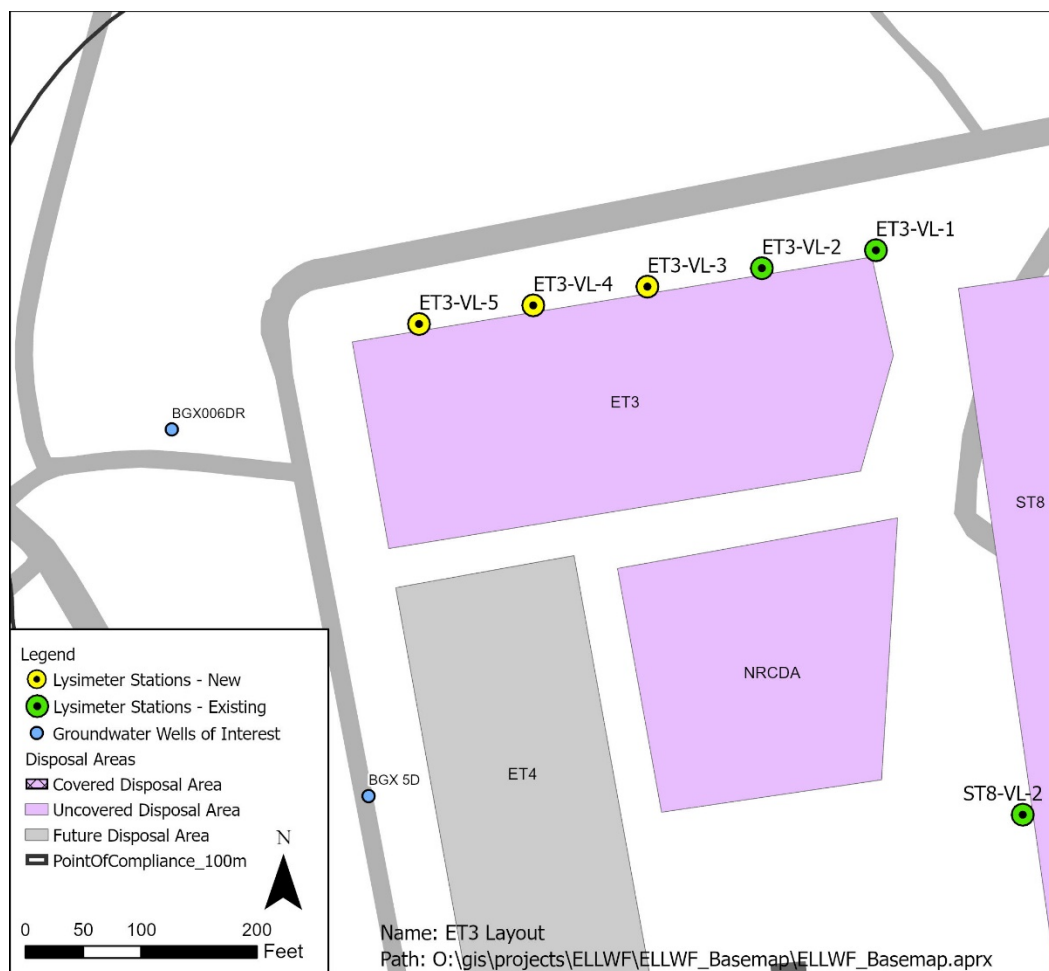 ET3-VL-1
ET3-VL-2
ET3-VL-3
ET3-VL-4
ET3-VL-5
ET3
BGX006DR
ST8
NRCDA
ET4
BGX 5D
ST8-VL-2
Legend
Lysimeter Stations - New
Lysimeter Stations - Existing
Groundwater Wells of Interest
Disposal Areas
Covered Disposal Area
Uncovered Disposal Area
Future Disposal Area
PointOfCompliance_100m
N
0 50 100 200
Feet
Name: ET3 Layout
Path: O:\gis\projects\ELLWF\ELLWF_Basemap\ELLWF_Basemap.aprx